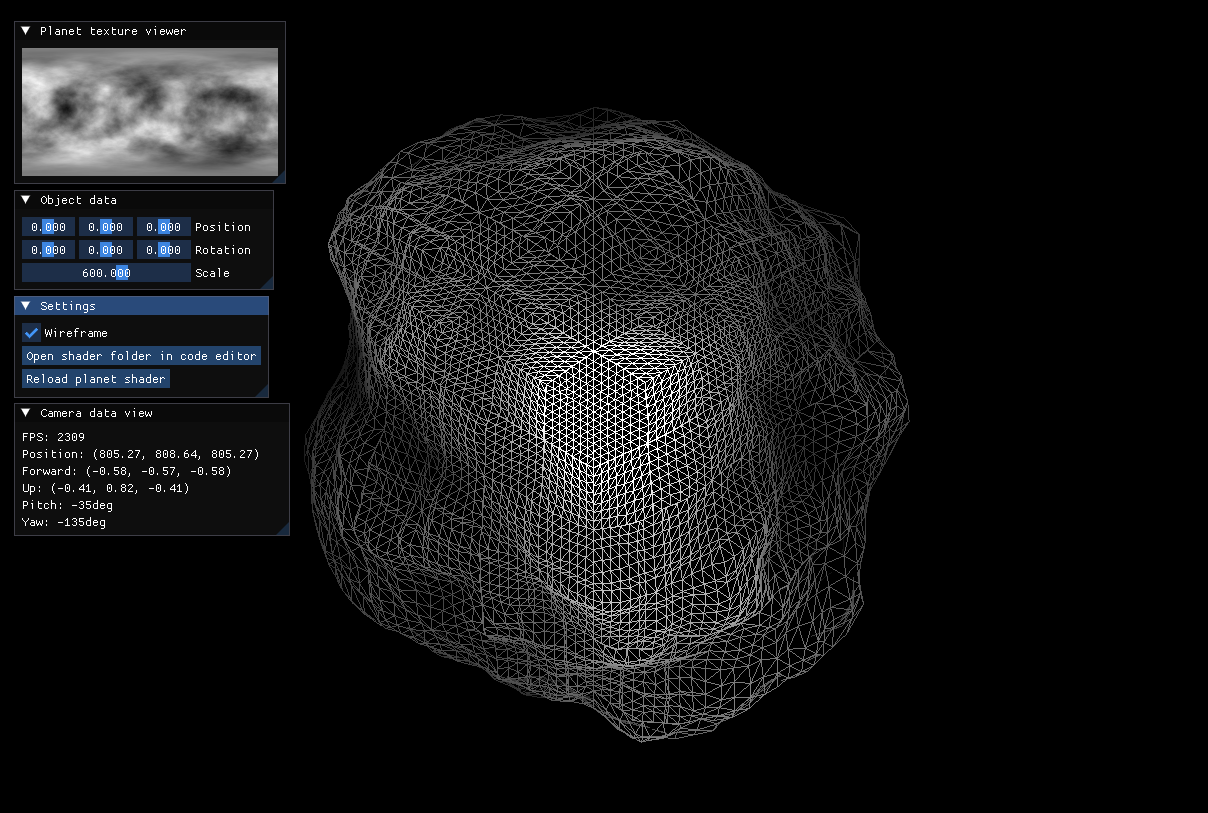 Planet texture viewer
Object data
0.000 0.000 0.000 Position
0.000 0.000 0.000 Rotation
600.000 Scale
Settings
Wireframe
Open shader folder in code editor
Reload planet shader
Camera data view
FPS: 2309
Position: (805.27, 808.64, 805.27)
Forward: (-0.58, -0.57, -0.58)
Up: (-0.41, 0.82, -0.41)
Pitch: -35deg
Yaw: -135deg